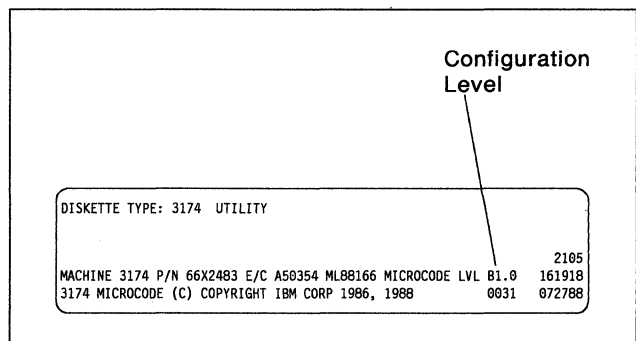 Configuration
Level
DISKETTE TYPE: 3174 UTILITY
2105
MACHINE 3174 P/N 66X2483 E/C A50354 ML88166 MICROCODE LVL B1.0 161918
3174 MICROCODE (C) COPYRIGHT IBM CORP 1986, 1988 0031 072788